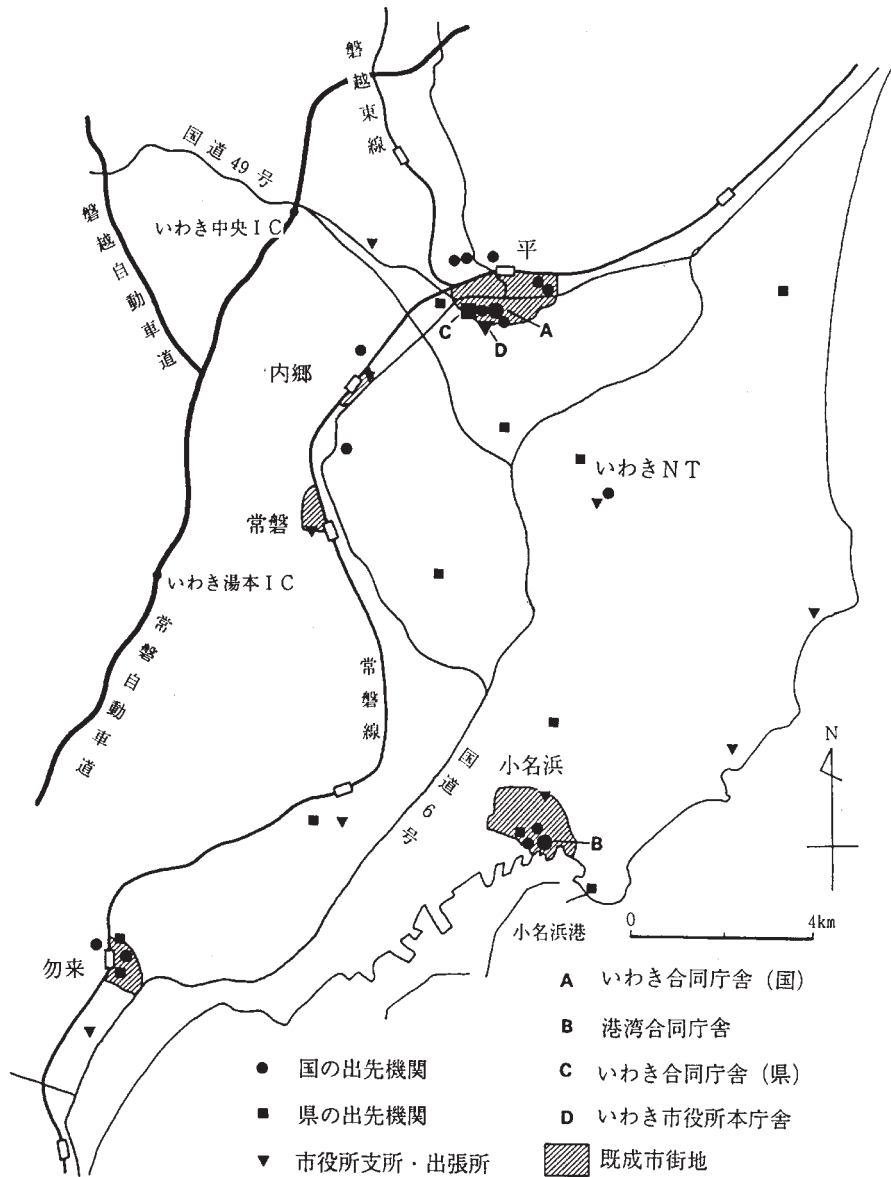 磐越東線
国道49号
磐越自動車道
いわき中央IC
平
A
C
D
内郷
いわきNT
常磐
いわき湯本IC
常磐自動車道
常磐線
国道6号
小名浜
B
N
小名浜港
0 4km
勿来
A いわき合同庁舎(国)
B 港湾合同庁舎
C いわき合同庁舎(県)
D いわき市役所本庁舎
● 国の出先機関
■ 県の出先機関
▼ 市役所支所・出張所
既成市街地